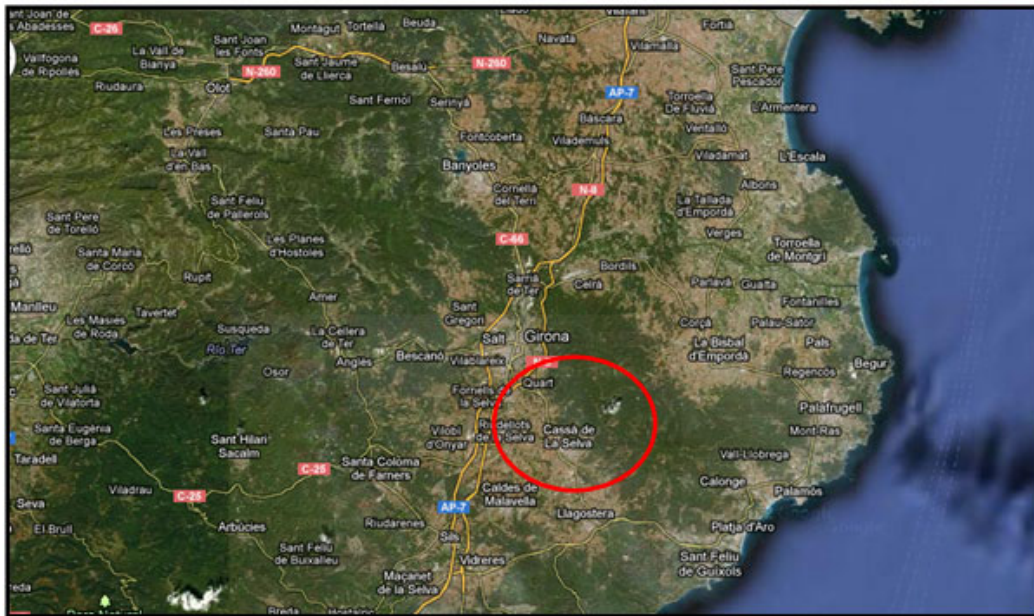 Sant Joan de
es Abadesses
C-26
Montagut
Tortellà
Beuda
Navata
Vilamalla
Fortià
Vallfogona
de Ripollès
La Vall de
Bianya
Sant Joan
les Fonts
N-260
Sant Jaume
de Llierca
Besalú
N-260
Riudaura
Olot
Sant Ferriol
Serinyà
AP-7
Sant Pere
Pescador
Torroella
De Fluvià
L'Armentera
Bàscara
Ventalló
Les Preses
Santa Pau
Fontcoberta
Vilademuls
La Vall
d'en Bas
Banyoles
Viladamat
L'Escala
Cornellà
del Terri
N-II
Albons
Sant Feliu
de Pallerols
La Tallada
d'Empordà
Sant Pere
de Torelló
Les Planes
d'Hostoles
C-66
Verges
Torroella
de Montgrí
Santa Maria
de Corcó
Rupit
Sarrià
de Ter
Bordils
Celrà
Parlavà
Gualta
Manlleu
Tavertet
Amer
Sant
Gregori
Fontanilles
Les Masies
de Roda
Susqueda
La Cellera
de Ter
Salt
Girona
Corçà
Palau-Sator
da de Ter
Río Ter
Anglès
Bescanó
Vilablareix
La Bisbal
d'Empordà
Pals
Osor
Regencós
Begur
Sant Julià
de Vilatorta
Fornells de
la Selva
Quart
Palafrugell
Santa Eugènia
de Berga
Sant Hilari
Sacalm
Vilobí
d'Onyar
Riudellots
de la Selva
Cassà de
La Selva
Mont-Ras
Taradell
C-25
Santa Coloma
de Farners
Vall-Llobrega
Viladrau
C-25
Caldes de
Malavella
Calonge
Palamós
Seva
AP-7
El Brull
Arbúcies
Riudarenes
Llagostera
Platja d'Aro
Sils
Sant Feliu
de Buixalleu
Vidreres
Sant Feliu
de Guíxols
Maçanet
de la Selva
Breda
Hostalric